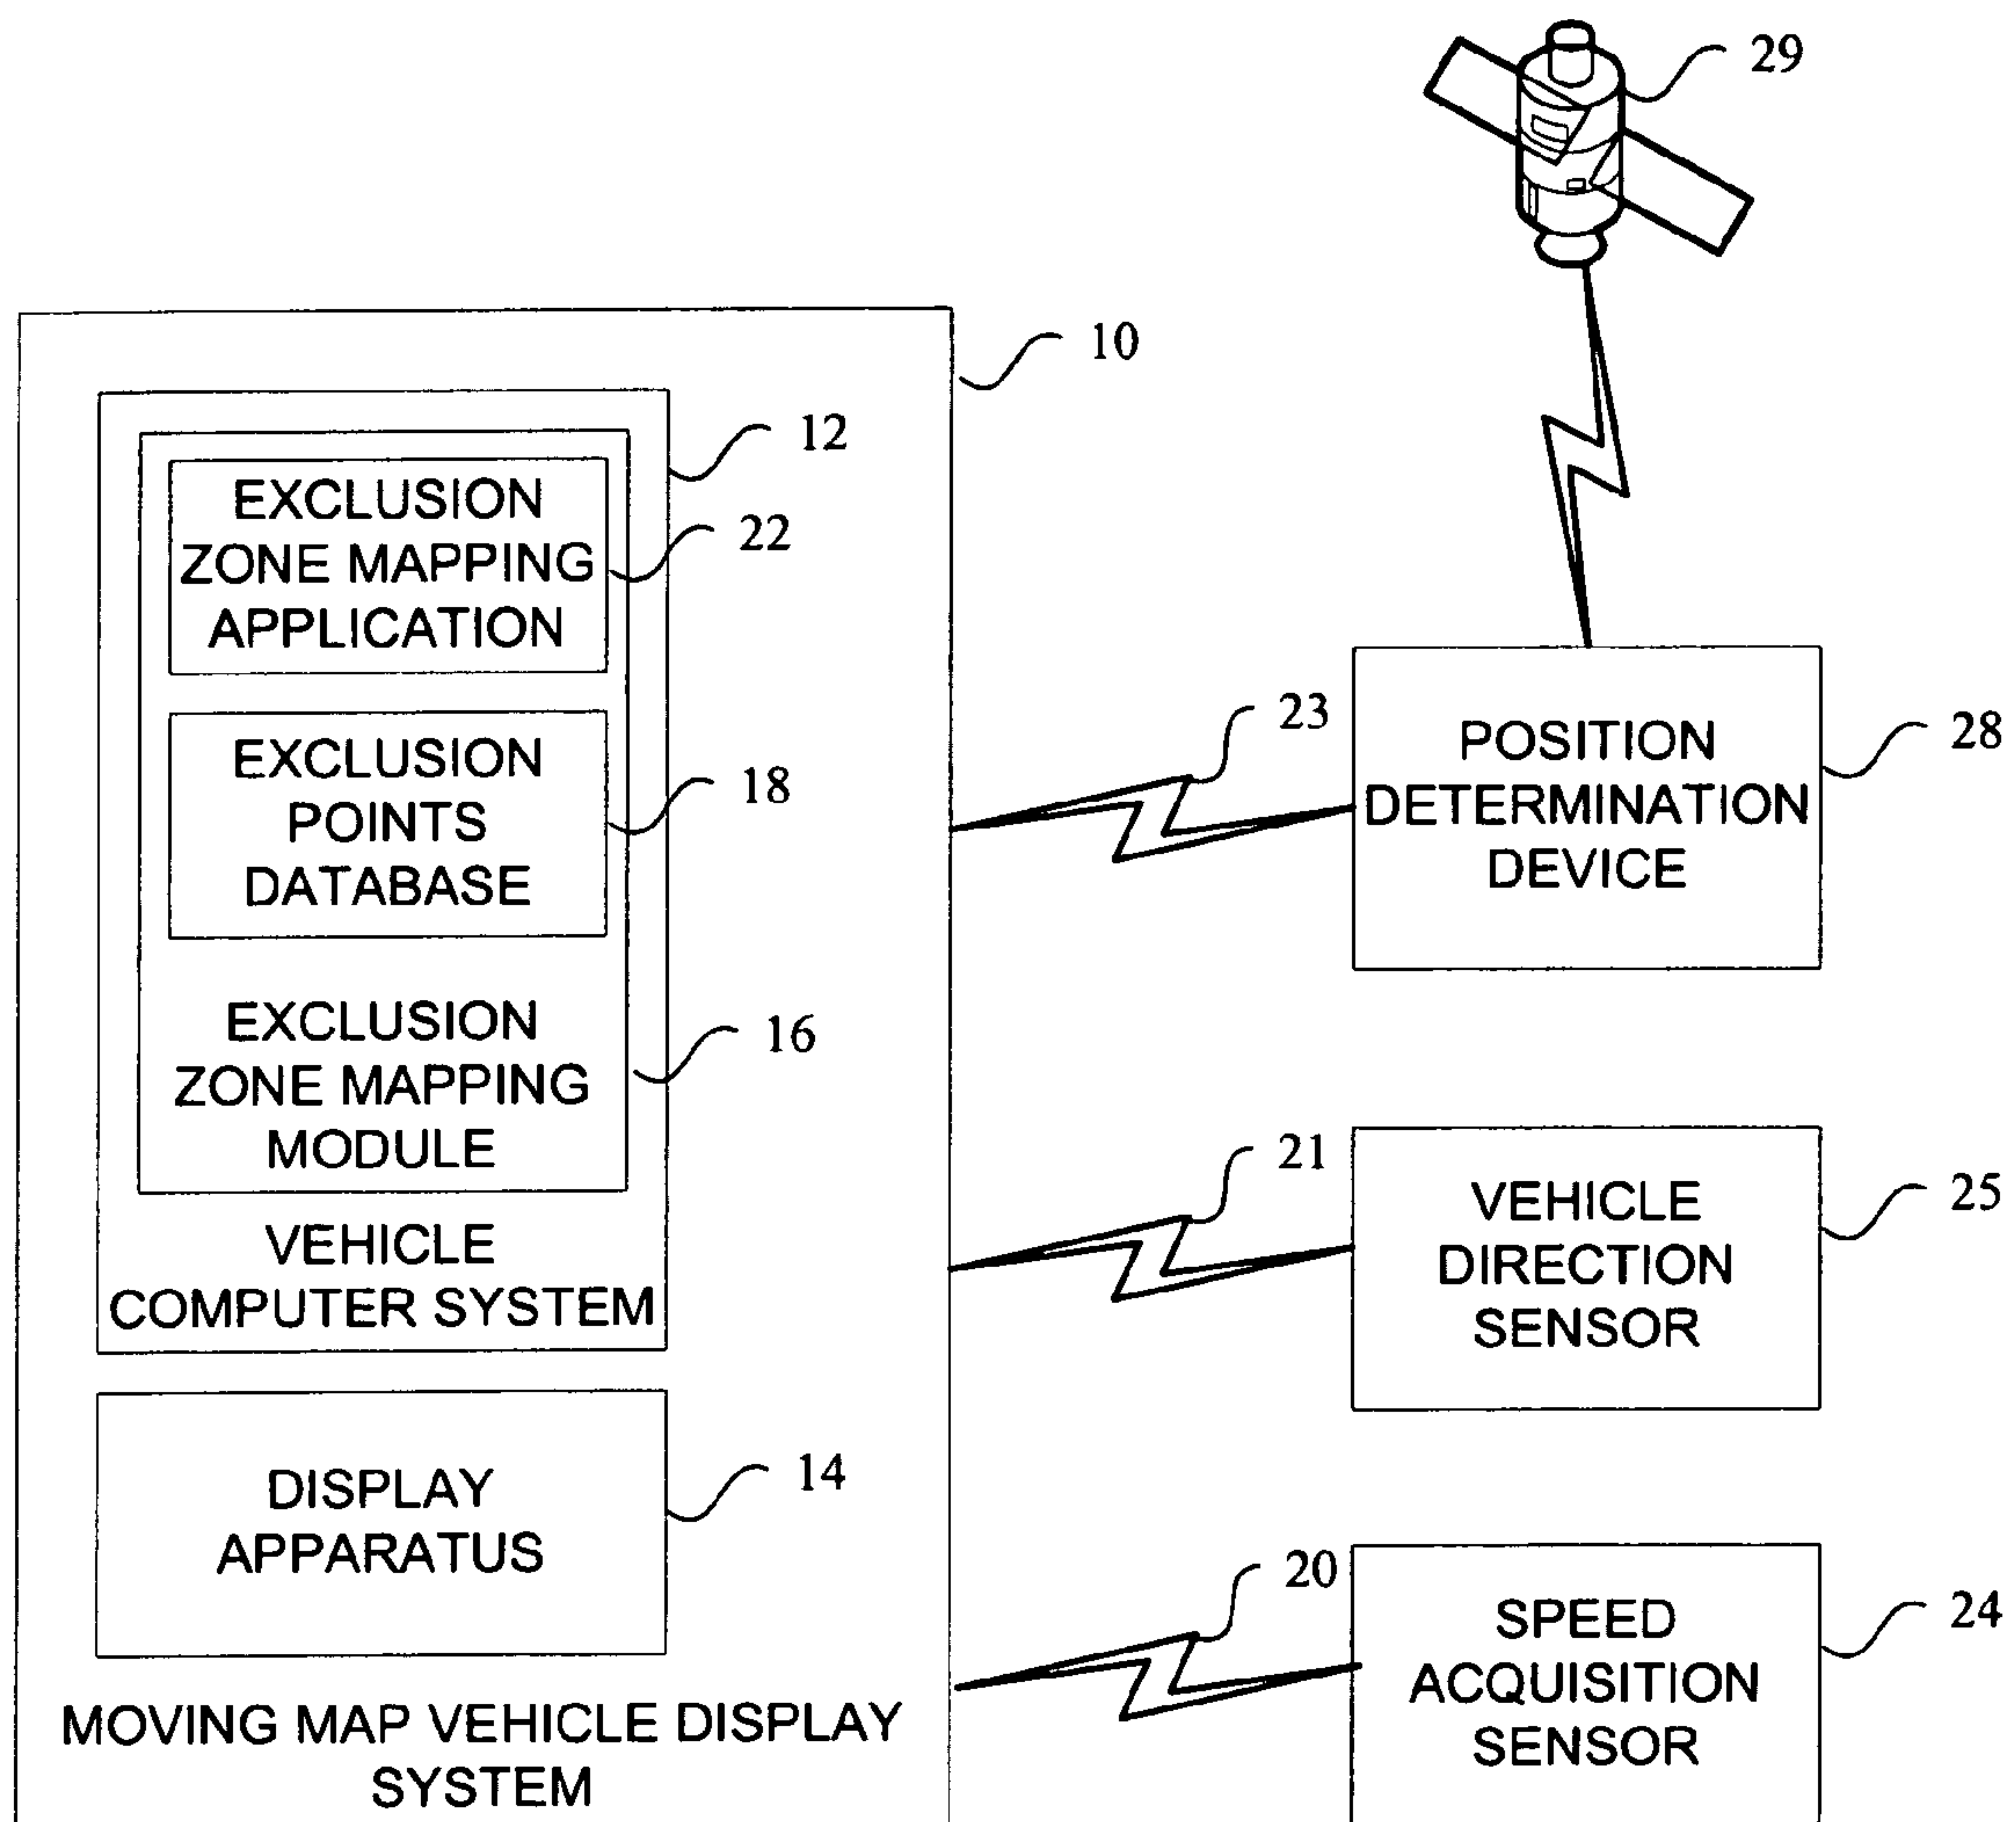 29
10
12
EXCLUSION
ZONE MAPPING
APPLICATION
22
EXCLUSION
POINTS
DATABASE
18
EXCLUSION
ZONE MAPPING
MODULE
16
VEHICLE
COMPUTER SYSTEM
DISPLAY
APPARATUS
14
MOVING MAP VEHICLE DISPLAY
SYSTEM
23
POSITION
DETERMINATION
DEVICE
28
21
VEHICLE
DIRECTION
SENSOR
25
20
SPEED
ACQUISITION
SENSOR
24